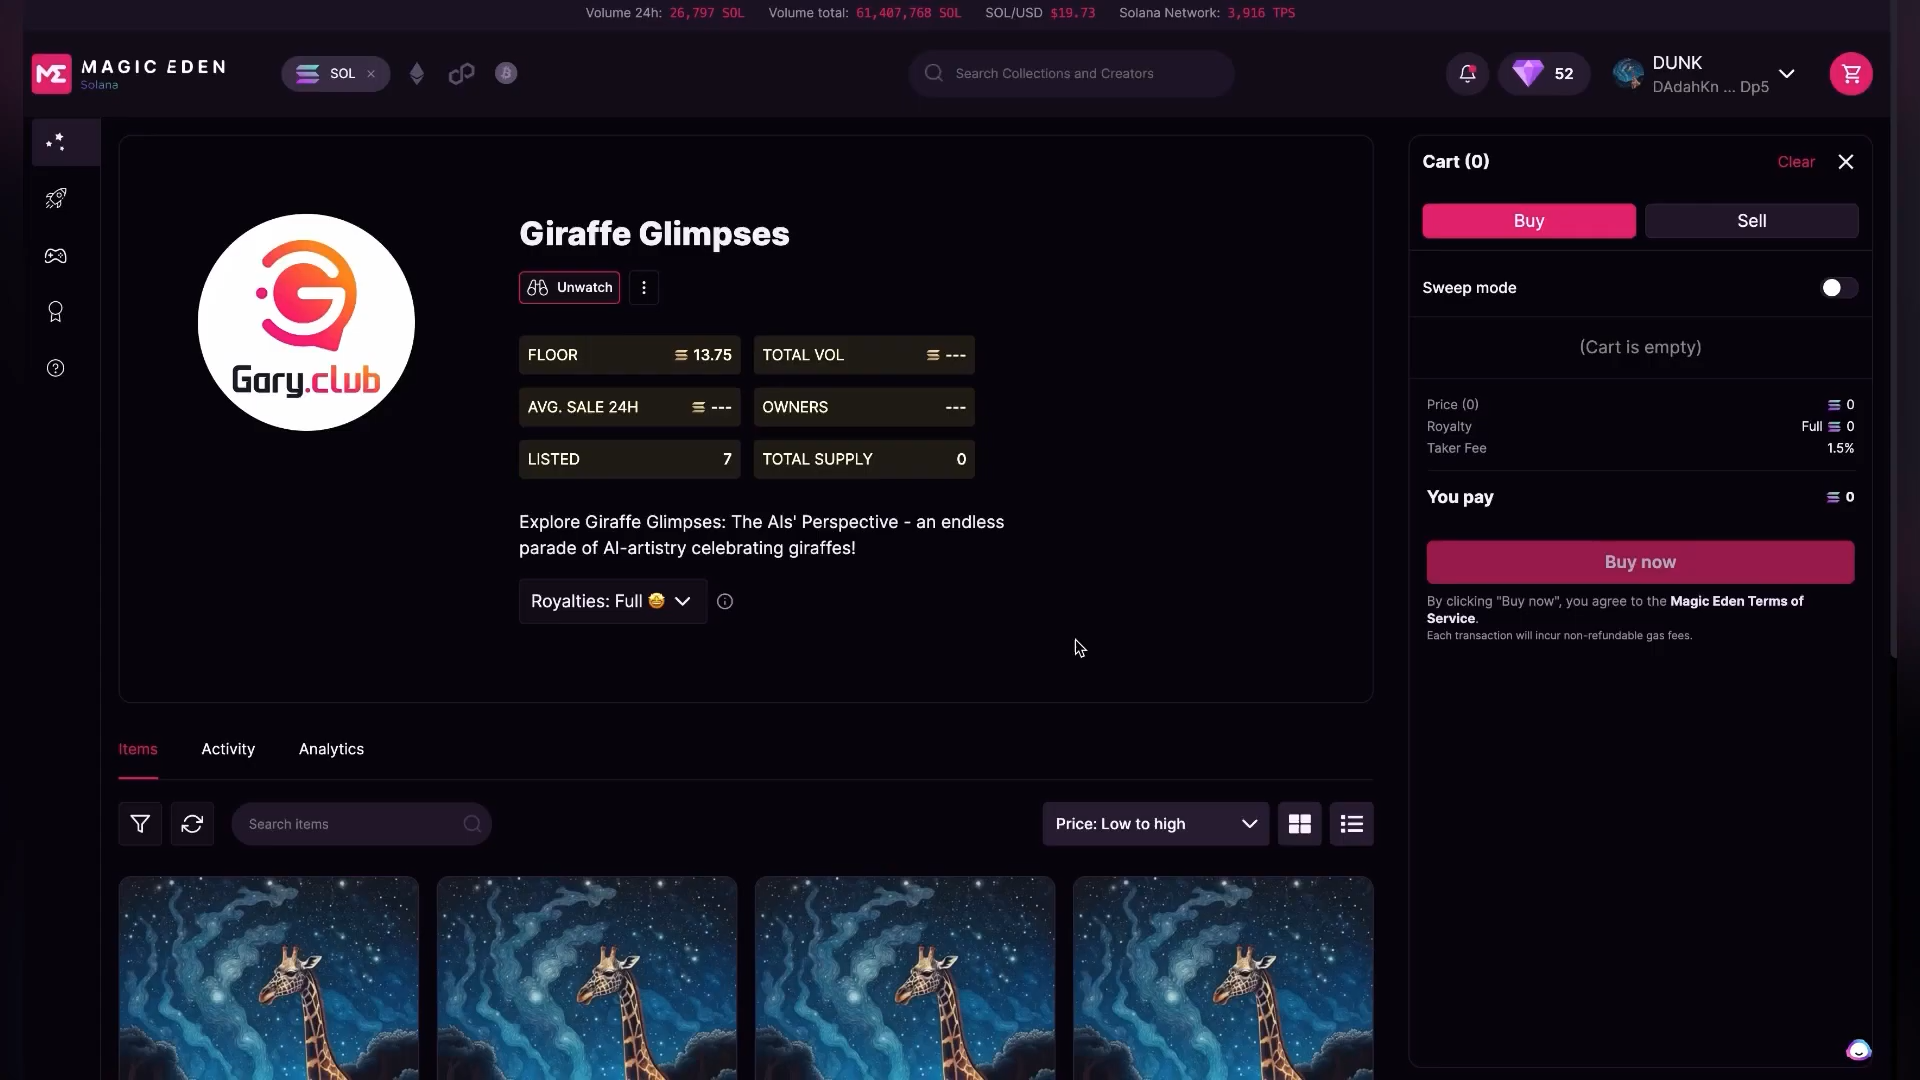 Volume 24h: 26,797 SOL Volume total: 61,407,768 SOL SOL/USD $19.73 Solana Network: 3,916 TPS
MAGIC EDEN
Solana
SOL
Search Collections and Creators
52
DUNK
DAdahKn ... Dp5
Giraffe Glimpses
Unwatch
Gary.club
FLOOR 13.75
TOTAL VOL ---
AVG. SALE 24H ---
OWNERS ---
LISTED 7
TOTAL SUPPLY 0
Explore Giraffe Glimpses: The AIs' Perspective - an endless
parade of AI-artistry celebrating giraffes!
Royalties: Full
Items Activity Analytics
Search items
Price: Low to high
Cart (0) Clear
Buy Sell
Sweep mode
(Cart is empty)
Price (0) 0
Royalty Full 0
Taker Fee 1.5%
You pay 0
Buy now
By clicking "Buy now", you agree to the Magic Eden Terms of
Service.
Each transaction will incur non-refundable gas fees.